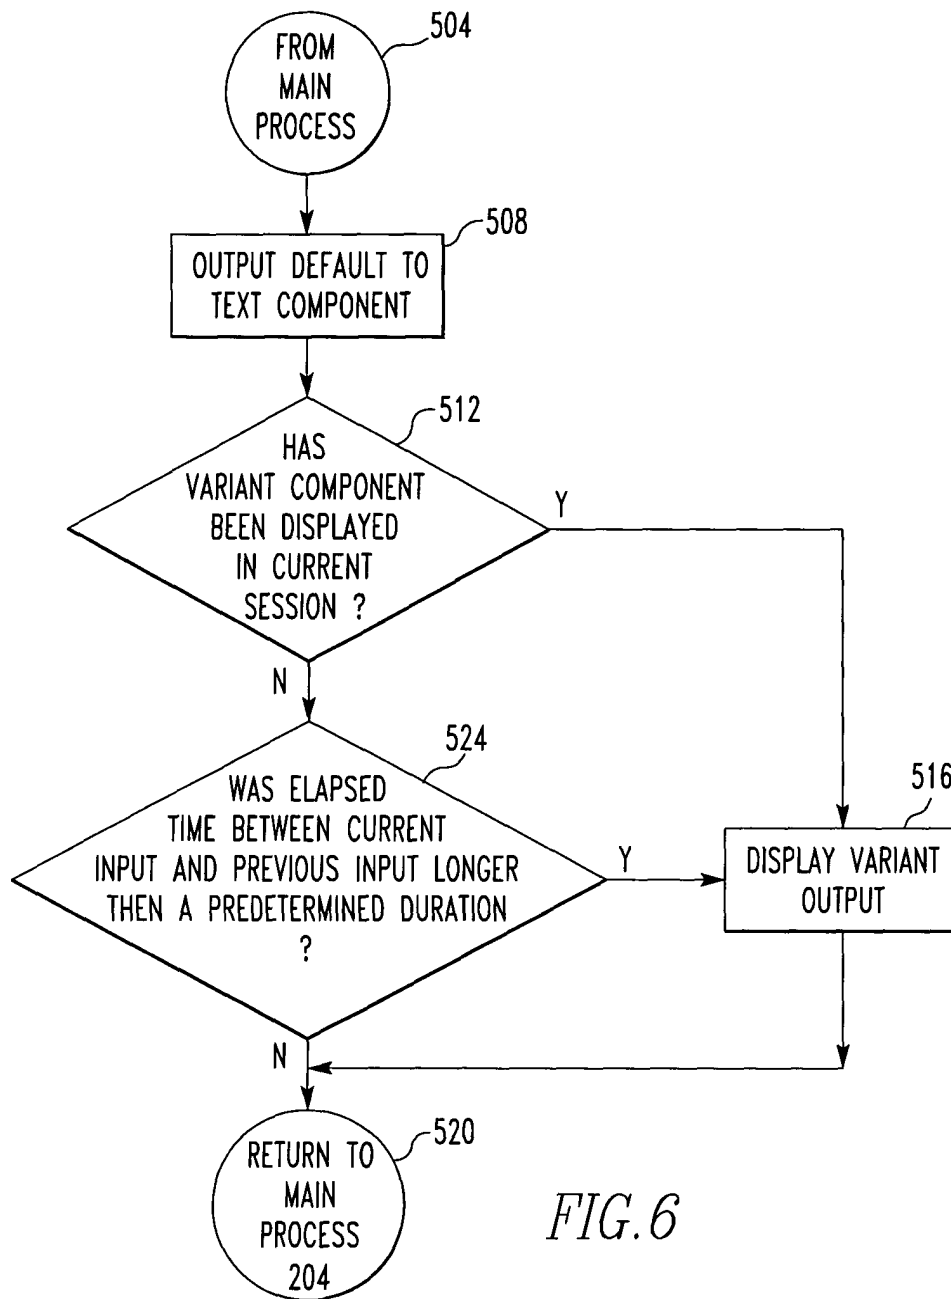 FROM
MAIN
PROCESS
504
OUTPUT DEFAULT TO
TEXT COMPONENT
508
HAS
VARIANT COMPONENT
BEEN DISPLAYED
IN CURRENT
SESSION ?
512
Y
N
WAS ELAPSED
TIME BETWEEN CURRENT
INPUT AND PREVIOUS INPUT LONGER
THEN A PREDETERMINED DURATION
?
524
Y
N
DISPLAY VARIANT
OUTPUT
516
RETURN TO
MAIN
PROCESS
204
520
FIG.6